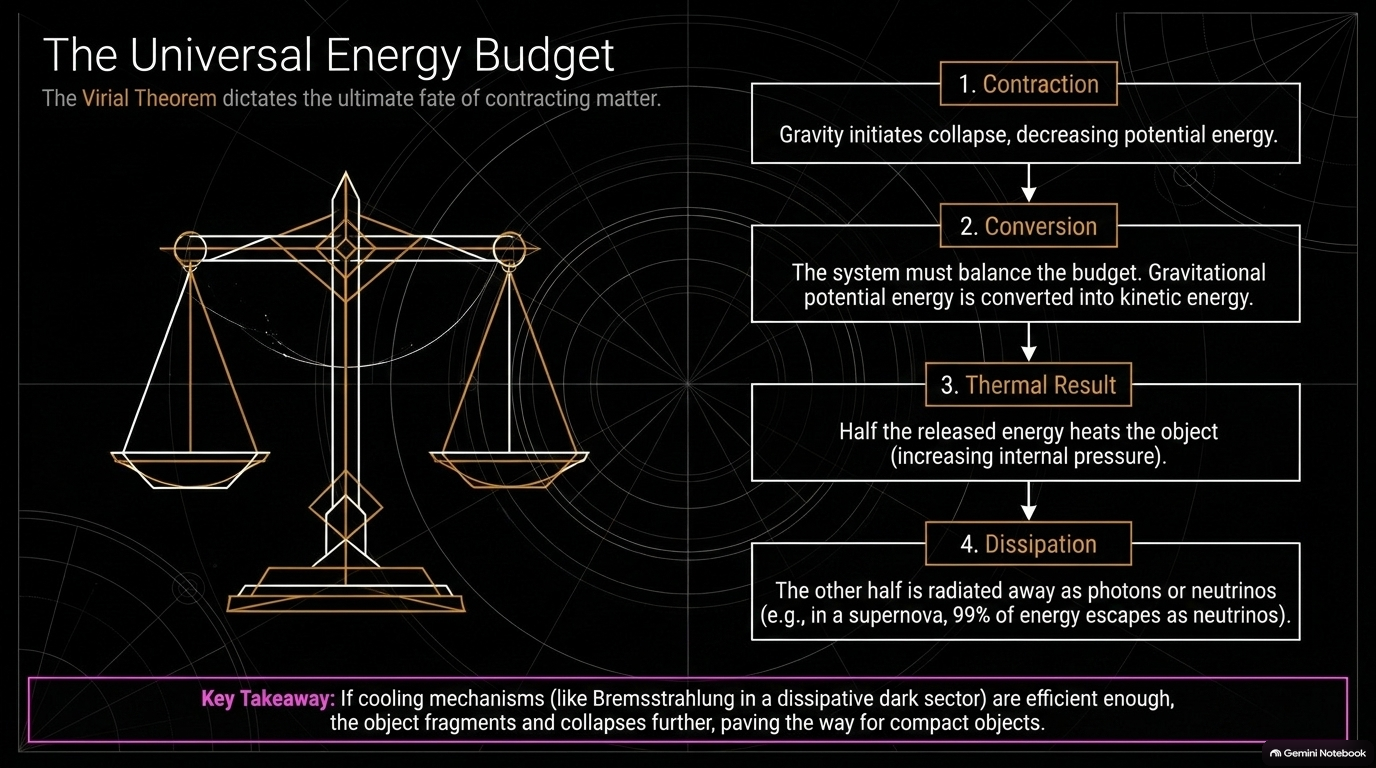 The Universal Energy Budget
The Virial Theorem dictates the ultimate fate of contracting matter.
1. Contraction
Gravity initiates collapse, decreasing potential energy.
2. Conversion
The system must balance the budget. Gravitational
potential energy is converted into kinetic energy.
3. Thermal Result
Half the released energy heats the object
(increasing internal pressure).
4. Dissipation
The other half is radiated away as photons or neutrinos
(e.g., in a supernova, 99% of energy escapes as neutrinos).
Key Takeaway: If cooling mechanisms (like Bremsstrahlung in a dissipative dark sector) are efficient enough,
the object fragments and collapses further, paving the way for compact objects.
Gemini Notebook